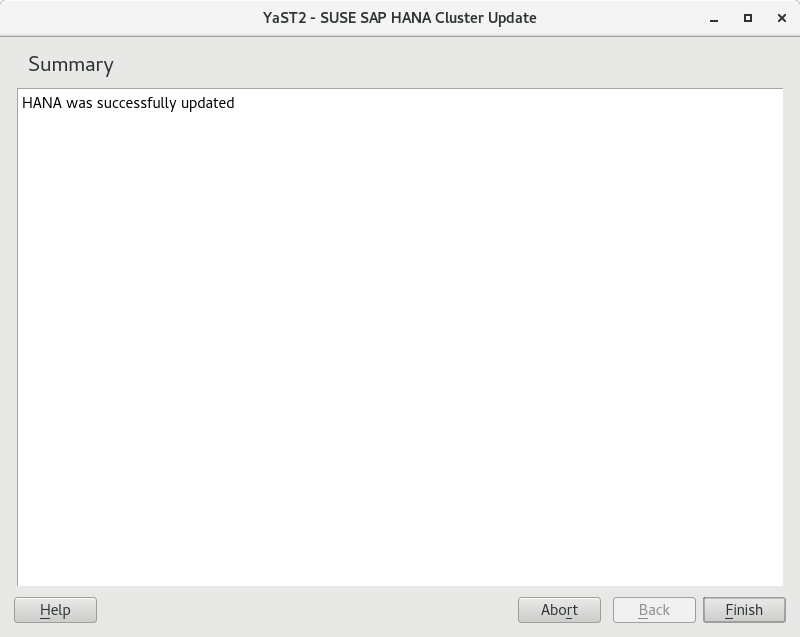 YaST2 - SUSE SAP HANA Cluster Update
Summary
HANA was successfully updated
Help
Abort
Back
Finish